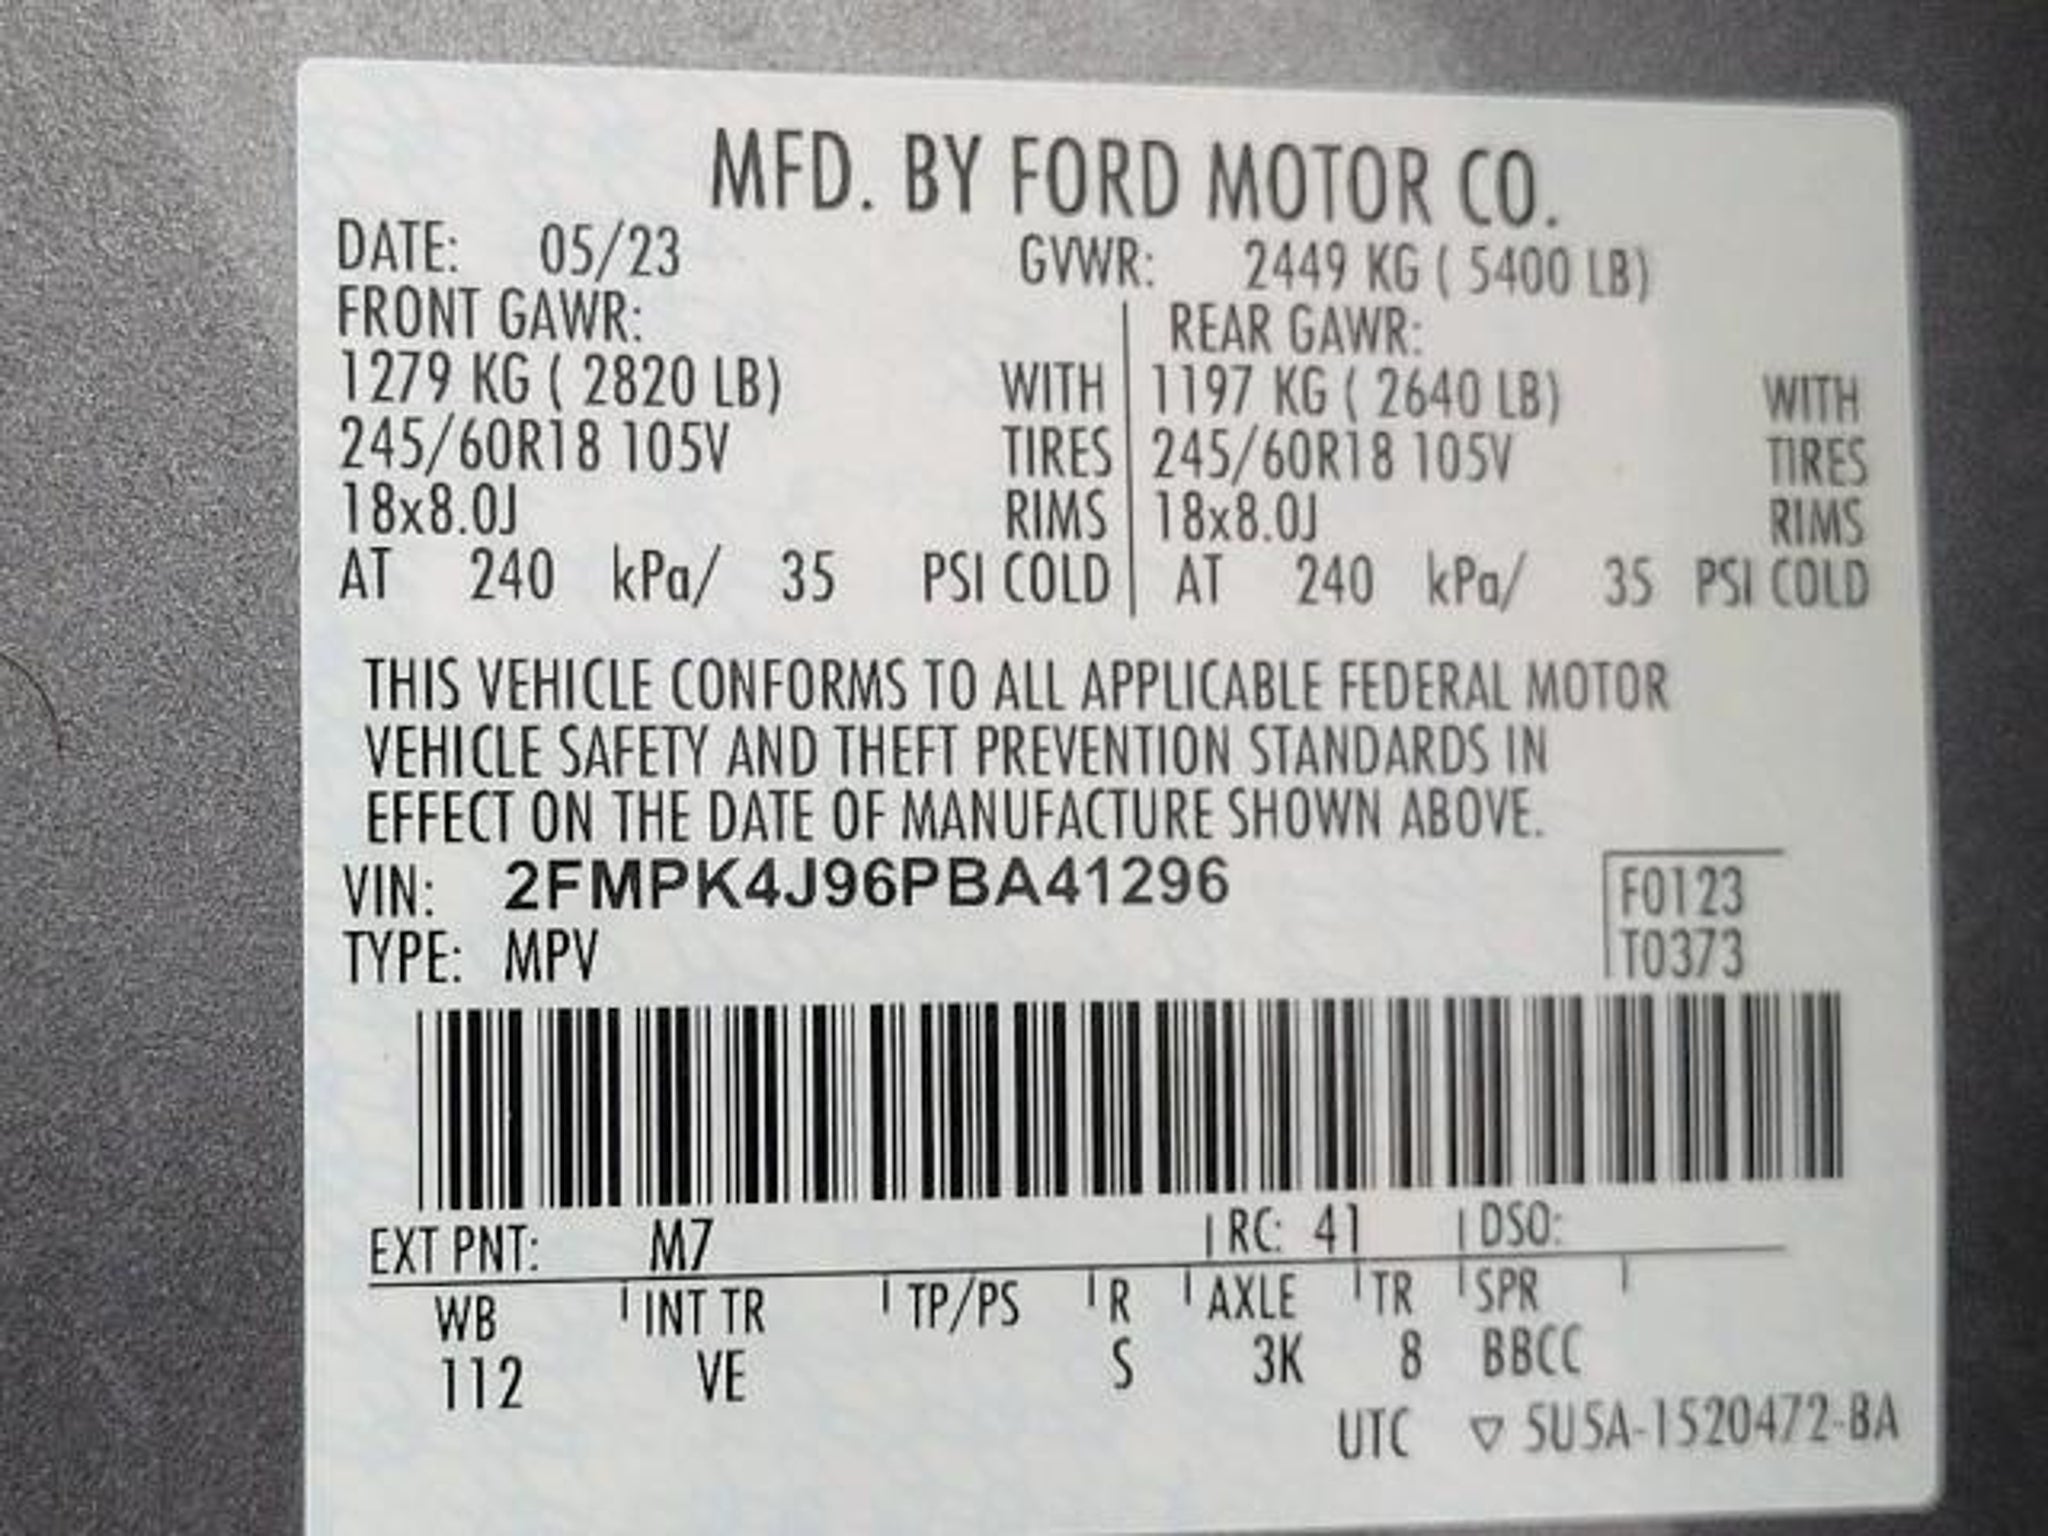 MFD. BY FORD MOTOR CO.
DATE: 05/23 GVWR: 2449 KG ( 5400 LB)
FRONT GAWR: REAR GAWR:
1279 KG ( 2820 LB) WITH 1197 KG ( 2640 LB) WITH
245/60R18 105V TIRES 245/60R18 105V TIRES
18x8.0J RIMS 18x8.0J RIMS
AT 240 kPa/ 35 PSI COLD AT 240 kPa/ 35 PSI COLD
THIS VEHICLE CONFORMS TO ALL APPLICABLE FEDERAL MOTOR
VEHICLE SAFETY AND THEFT PREVENTION STANDARDS IN
EFFECT ON THE DATE OF MANUFACTURE SHOWN ABOVE.
VIN: 2FMPK4J96PBA41296 F0123
TYPE: MPV T0373
EXT PNT: M7 RC: 41 DSO:
WB INT TR TP/PS R AXLE TR SPR
112 VE S 3K 8 BBCC
UTC ▽ 5U5A-1520472-BA